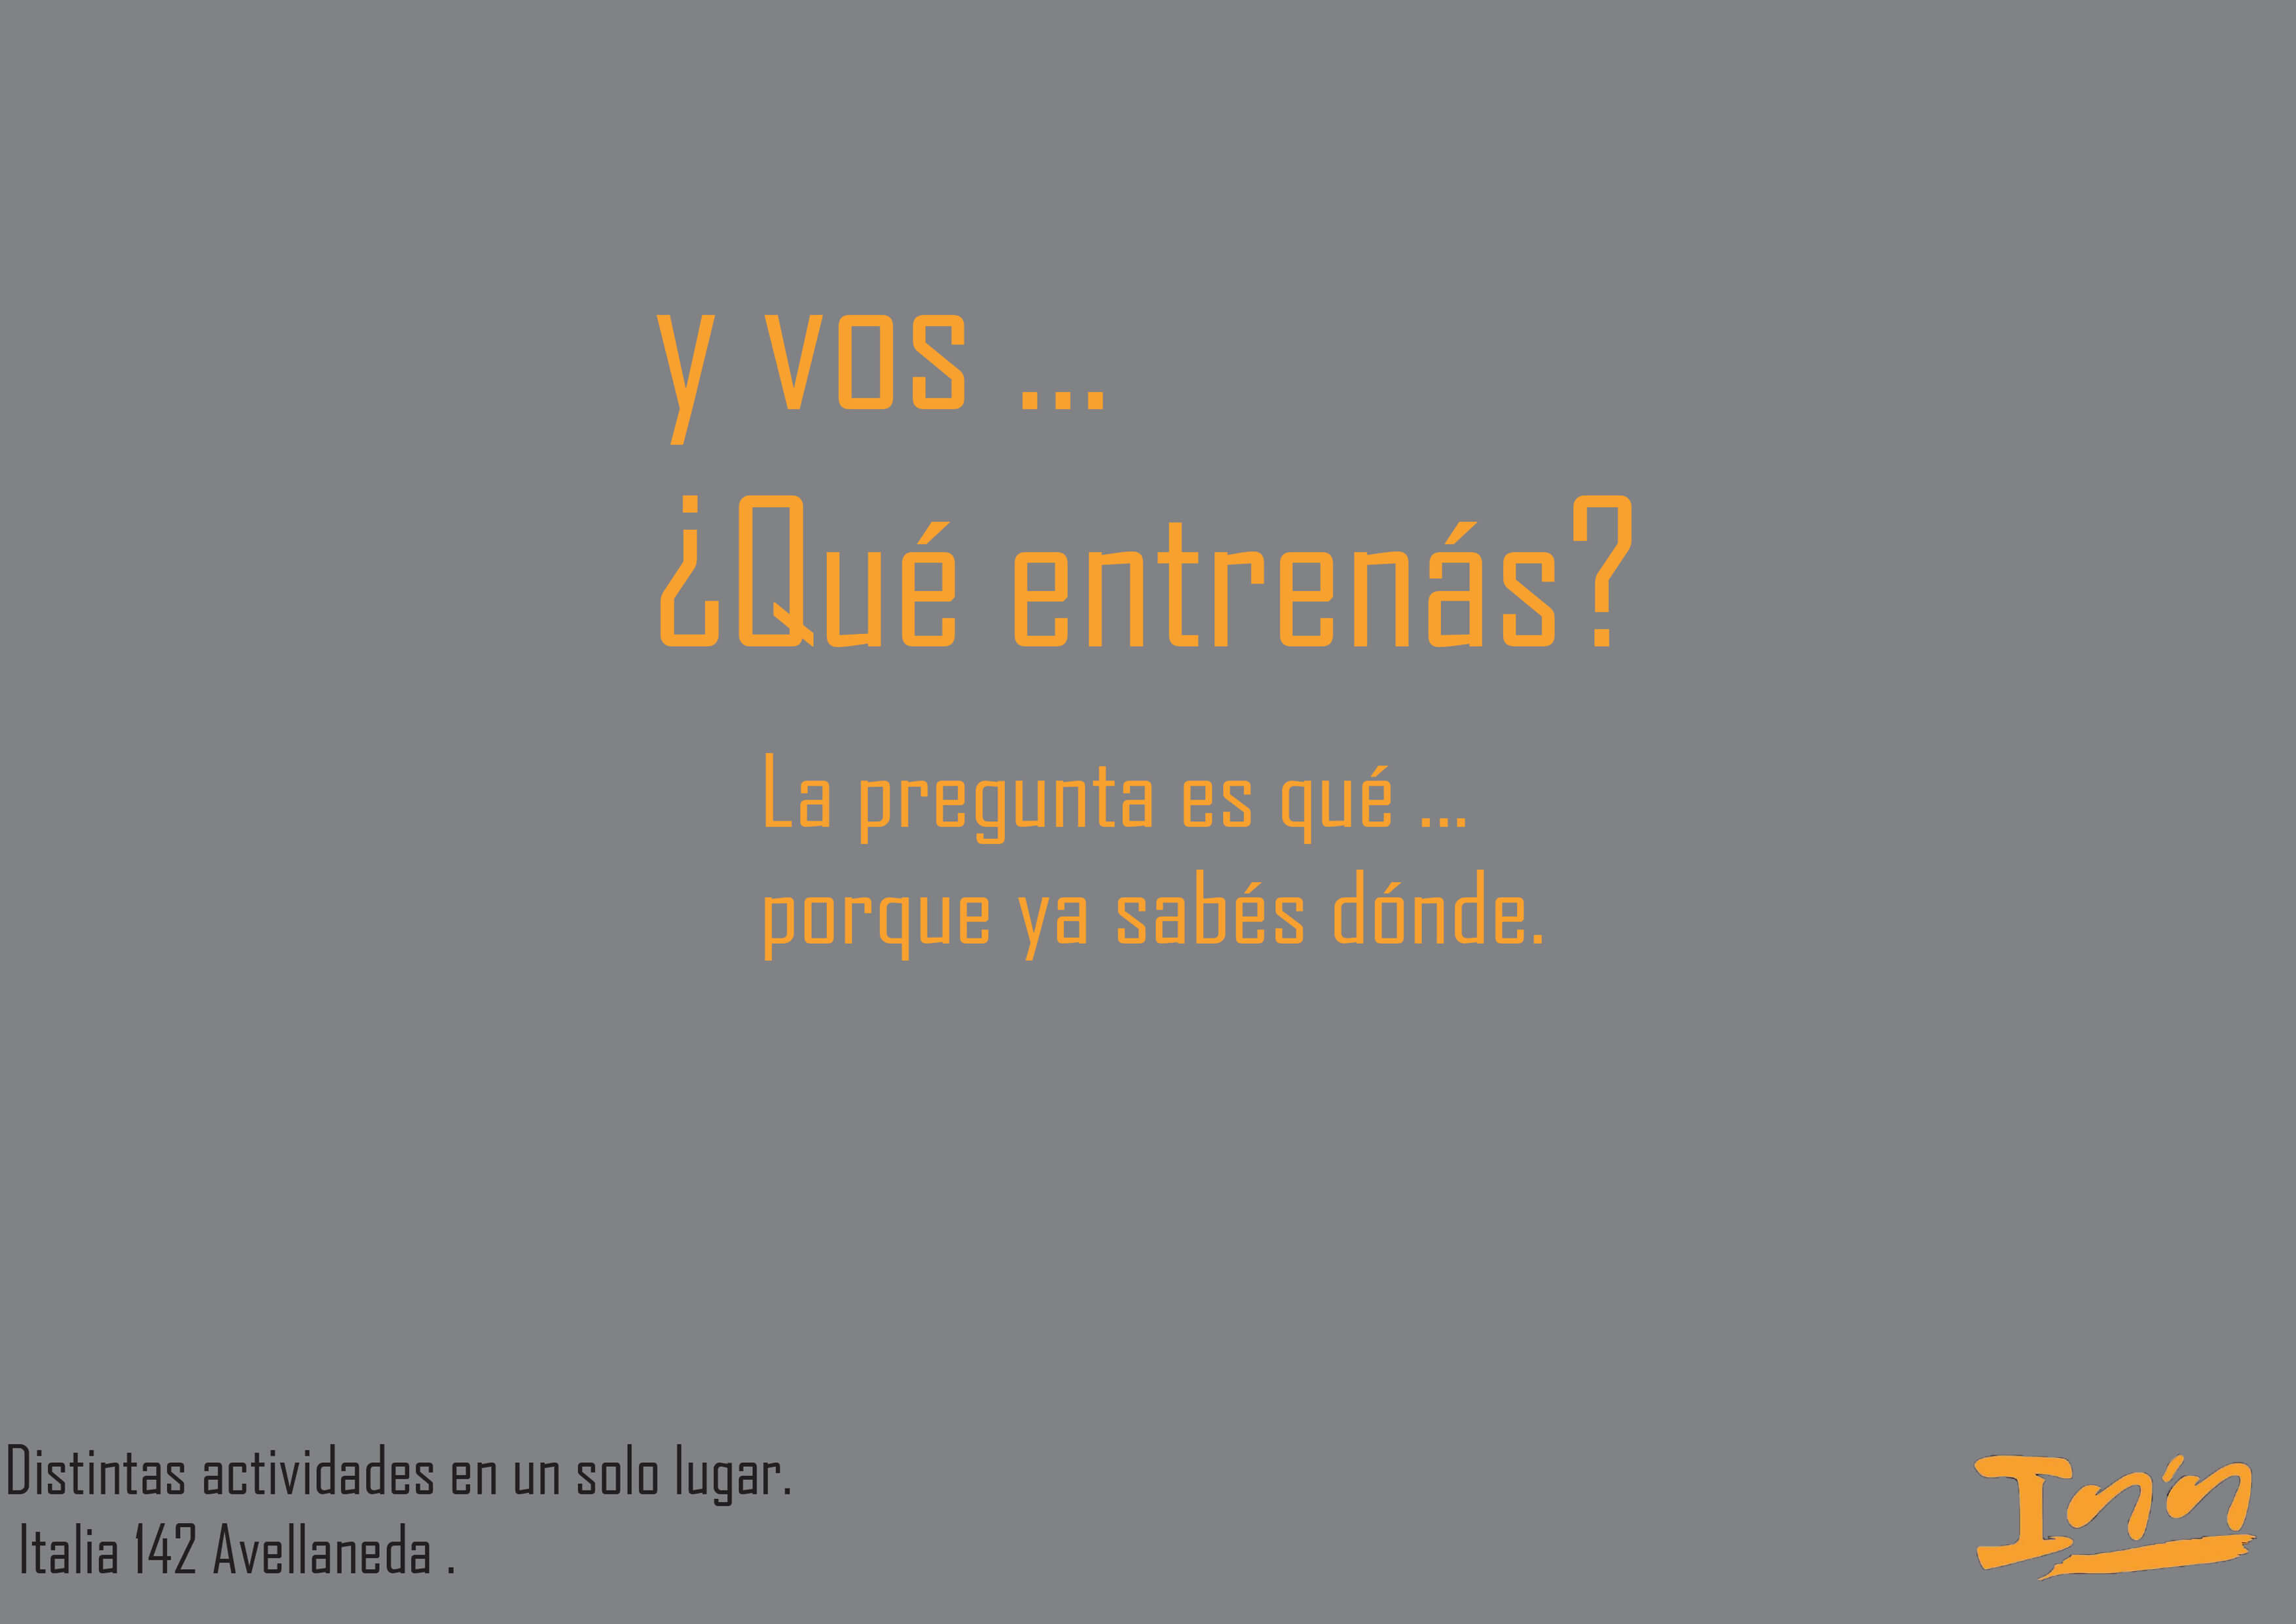 y vos ...
¿Qué entrenás?
La pregunta es qué ...
porque ya sabés dónde.
Distintas actividades en un solo lugar.
Italia 142 Avellaneda .
Inn